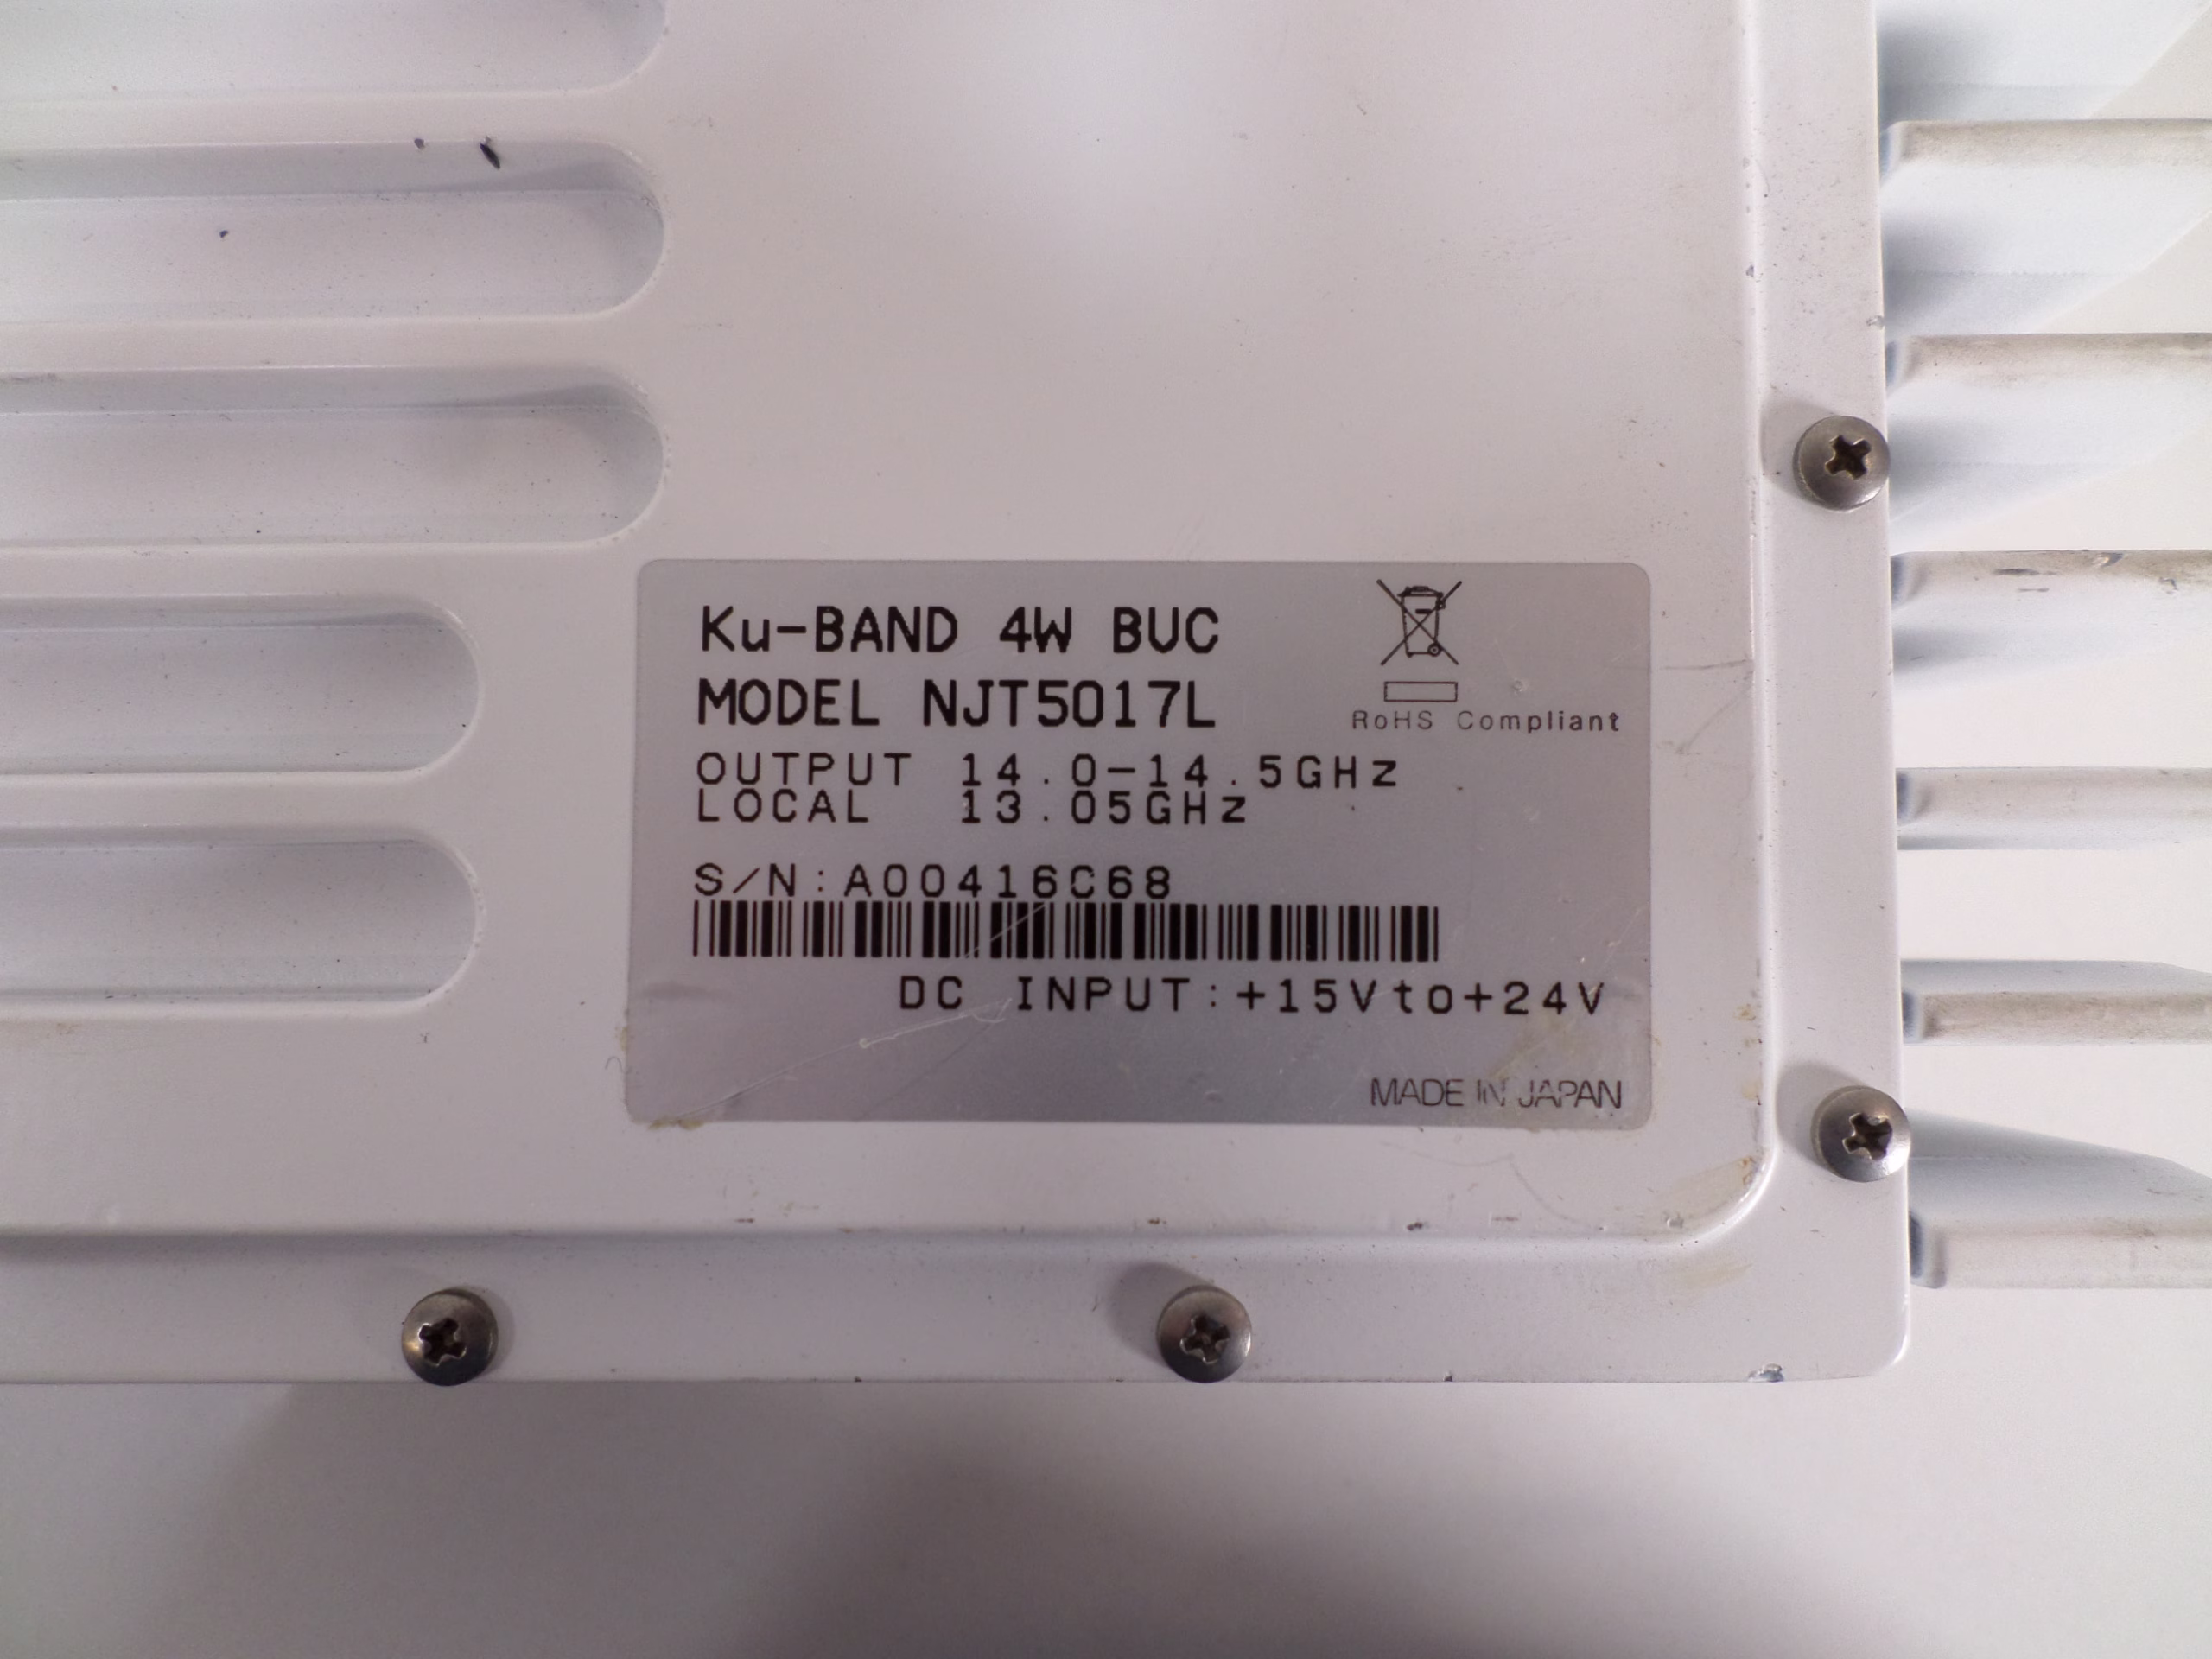 Ku-BAND 4W BUC
MODEL NJT5017L
RoHS Compliant
OUTPUT 14.0-14.5GHz
LOCAL 13.05GHz
S/N:A00416C68
DC INPUT:+15Vto+24V
MADE IN JAPAN